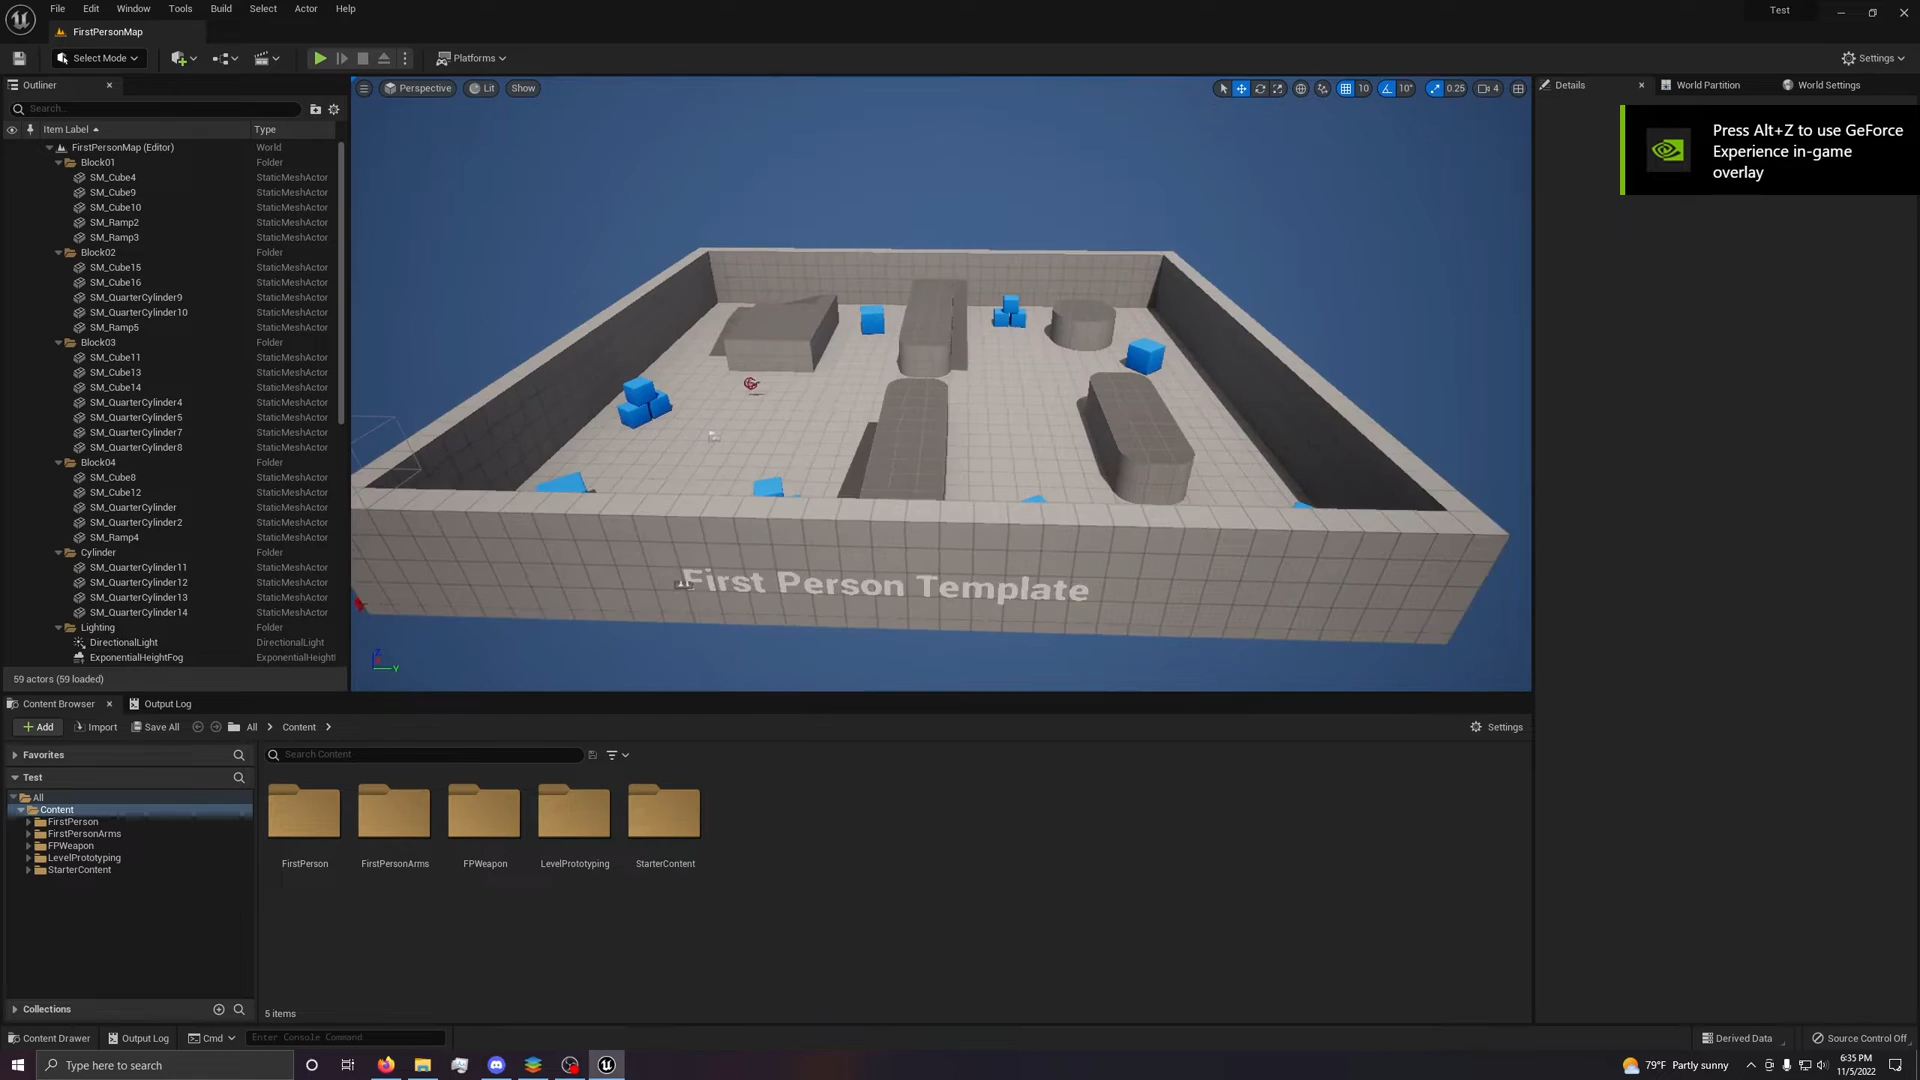 File Edit Window Tools Build Select Actor Help
Test
FirstPersonMap
Select Mode
Platforms
Settings
Outliner
Perspective Lit Show
10 10° 0.25 4
Details World Partition World Settings
Search...
Item Label Type
FirstPersonMap (Editor) World
Block01 Folder
SM_Cube4 StaticMeshActor
SM_Cube9 StaticMeshActor
SM_Cube10 StaticMeshActor
SM_Ramp2 StaticMeshActor
SM_Ramp3 StaticMeshActor
Block02 Folder
SM_Cube15 StaticMeshActor
SM_Cube16 StaticMeshActor
SM_QuarterCylinder9 StaticMeshActor
SM_QuarterCylinder10 StaticMeshActor
SM_Ramp5 StaticMeshActor
Block03 Folder
SM_Cube11 StaticMeshActor
SM_Cube13 StaticMeshActor
SM_Cube14 StaticMeshActor
SM_QuarterCylinder4 StaticMeshActor
SM_QuarterCylinder5 StaticMeshActor
SM_QuarterCylinder7 StaticMeshActor
SM_QuarterCylinder8 StaticMeshActor
Block04 Folder
SM_Cube8 StaticMeshActor
SM_Cube12 StaticMeshActor
SM_QuarterCylinder StaticMeshActor
SM_QuarterCylinder2 StaticMeshActor
SM_Ramp4 StaticMeshActor
Cylinder Folder
SM_QuarterCylinder11 StaticMeshActor
SM_QuarterCylinder12 StaticMeshActor
SM_QuarterCylinder13 StaticMeshActor
SM_QuarterCylinder14 StaticMeshActor
Lighting Folder
DirectionalLight DirectionalLight
ExponentialHeightFog ExponentialHeight
59 actors (59 loaded)
Press Alt+Z to use GeForce
Experience in-game
overlay
First Person Template
Z
Y
Content Browser Output Log
Add Import Save All All Content
Settings
Favorites
Search Content
Test
All
Content
FirstPerson
FirstPersonArms
FPWeapon
LevelPrototyping
StarterContent
FirstPerson FirstPersonArms FPWeapon LevelPrototyping StarterContent
Collections
5 items
Content Drawer Output Log Cmd Enter Console Command
Derived Data Source Control Off
Type here to search
79°F Partly sunny
6:35 PM
11/5/2022